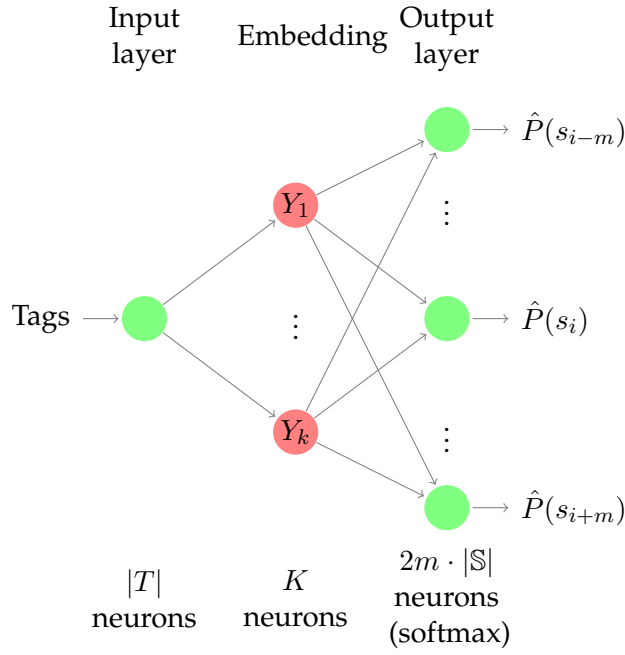 Input
layer
Embedding
Output
layer
Tags
Y_1
⋮
Y_k
⋮
⋮
P̂(s_{i−m})
P̂(s_i)
P̂(s_{i+m})
|T|
neurons
K
neurons
2m · |𝕊|
neurons
(softmax)